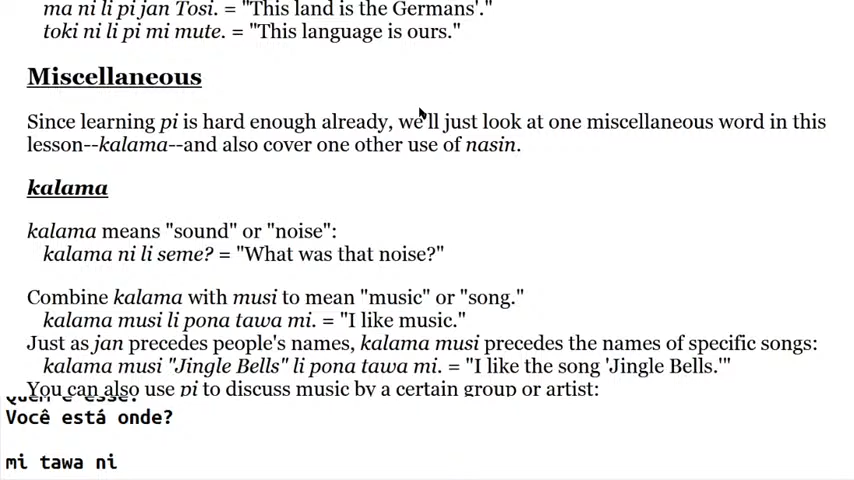 ma ni li pi jan Tosi. = "This land is the Germans'."
toki ni li pi mi mute. = "This language is ours."
Miscellaneous
Since learning pi is hard enough already, we'll just look at one miscellaneous word in this
lesson--kalama--and also cover one other use of nasin.
kalama
kalama means "sound" or "noise":
kalama ni li seme? = "What was that noise?"
Combine kalama with musi to mean "music" or "song."
kalama musi li pona tawa mi. = "I like music."
Just as jan precedes people's names, kalama musi precedes the names of specific songs:
kalama musi "Jingle Bells" li pona tawa mi. = "I like the song 'Jingle Bells.'"
You can also use pi to discuss music by a certain group or artist:
Quem é esse?
Você está onde?
mi tawa ni